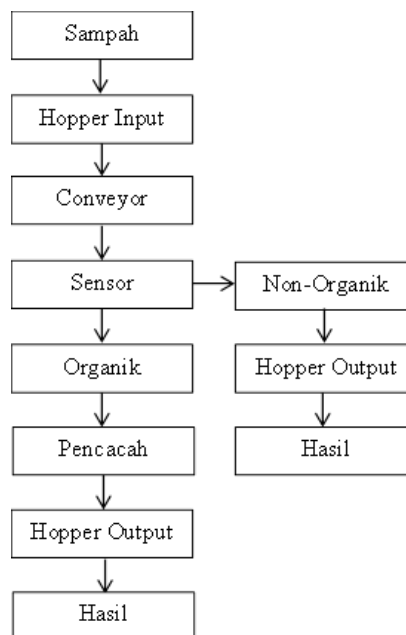 Sampah
Hopper Input
Conveyor
Sensor
Non-Organik
Organik
Hopper Output
Pencacah
Hasil
Hopper Output
Hasil